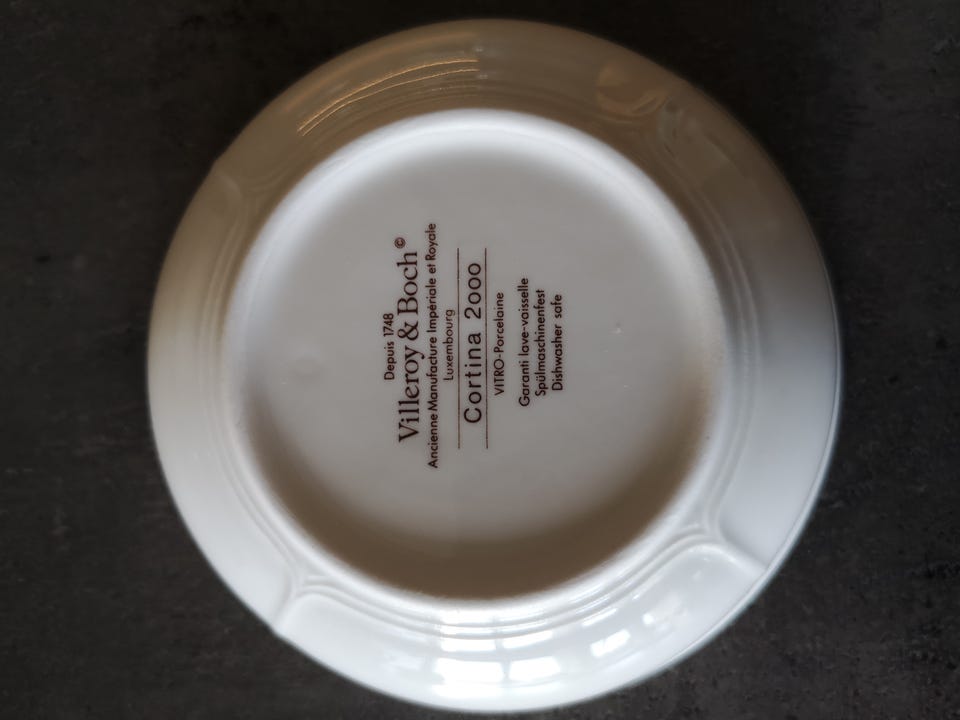 Depuis 1748
Villeroy & Boch©
Ancienne Manufacture Impériale et Royale
Luxembourg
Cortina 2000
VITRO-Porcelaine
Garanti lave-vaisselle
Spülmaschinenfest
Dishwasher safe